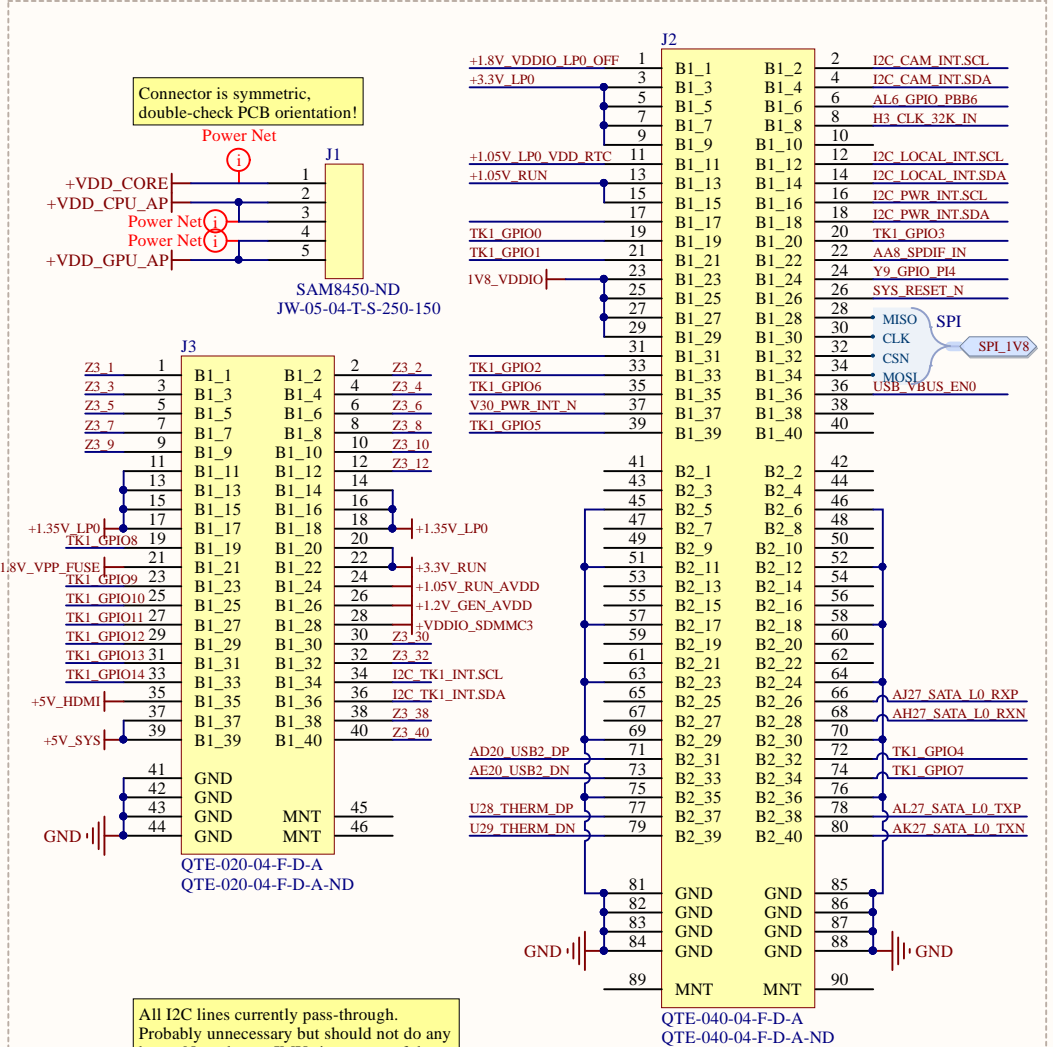 Connector is symmetric,
double-check PCB orientation!
Power Net
J1
+VDD_CORE 1
+VDD_CPU_AP 2
Power Net 3
Power Net 4
+VDD_GPU_AP 5
SAM8450-ND
JW-05-04-T-S-250-150
J3
Z3_1 1 B1_1 B1_2 2 Z3_2
Z3_3 3 B1_3 B1_4 4 Z3_4
Z3_5 5 B1_5 B1_6 6 Z3_6
Z3_7 7 B1_7 B1_8 8 Z3_8
Z3_9 9 B1_9 B1_10 10 Z3_10
11 B1_11 B1_12 12 Z3_12
13 B1_13 B1_14 14
15 B1_15 B1_16 16
+1.35V_LP0 17 B1_17 B1_18 18 +1.35V_LP0
TK1_GPIO8 19 B1_19 B1_20 20
1.8V_VPP_FUSE 21 B1_21 B1_22 22 +3.3V_RUN
TK1_GPIO9 23 B1_23 B1_24 24 +1.05V_RUN_AVDD
TK1_GPIO10 25 B1_25 B1_26 26 +1.2V_GEN_AVDD
TK1_GPIO11 27 B1_27 B1_28 28 +VDDIO_SDMMC3
TK1_GPIO12 29 B1_29 B1_30 30 Z3_30
TK1_GPIO13 31 B1_31 B1_32 32 Z3_32
TK1_GPIO14 33 B1_33 B1_34 34 I2C_TK1_INT.SCL
+5V_HDMI 35 B1_35 B1_36 36 I2C_TK1_INT.SDA
37 B1_37 B1_38 38 Z3_38
+5V_SYS 39 B1_39 B1_40 40 Z3_40
41 GND
42 GND
43 GND MNT 45
GND 44 GND MNT 46
QTE-020-04-F-D-A
QTE-020-04-F-D-A-ND
J2
+1.8V_VDDIO_LP0_OFF 1 B1_1 B1_2 2 I2C_CAM_INT.SCL
+3.3V_LP0 3 B1_3 B1_4 4 I2C_CAM_INT.SDA
5 B1_5 B1_6 6 AL6_GPIO_PBB6
7 B1_7 B1_8 8 H3_CLK_32K_IN
9 B1_9 B1_10 10
+1.05V_LP0_VDD_RTC 11 B1_11 B1_12 12 I2C_LOCAL_INT.SCL
+1.05V_RUN 13 B1_13 B1_14 14 I2C_LOCAL_INT.SDA
15 B1_15 B1_16 16 I2C_PWR_INT.SCL
17 B1_17 B1_18 18 I2C_PWR_INT.SDA
TK1_GPIO0 19 B1_19 B1_20 20 TK1_GPIO3
TK1_GPIO1 21 B1_21 B1_22 22 AA8_SPDIF_IN
1V8_VDDIO 23 B1_23 B1_24 24 Y9_GPIO_PI4
25 B1_25 B1_26 26 SYS_RESET_N
27 B1_27 B1_28 28 MISO SPI
29 B1_29 B1_30 30 CLK
31 B1_31 B1_32 32 CSN SPI_1V8
TK1_GPIO2 33 B1_33 B1_34 34 MOSI
TK1_GPIO6 35 B1_35 B1_36 36 USB_VBUS_EN0
V30_PWR_INT_N 37 B1_37 B1_38 38
TK1_GPIO5 39 B1_39 B1_40 40
41 B2_1 B2_2 42
43 B2_3 B2_4 44
45 B2_5 B2_6 46
47 B2_7 B2_8 48
49 B2_9 B2_10 50
51 B2_11 B2_12 52
53 B2_13 B2_14 54
55 B2_15 B2_16 56
57 B2_17 B2_18 58
59 B2_19 B2_20 60
61 B2_21 B2_22 62
63 B2_23 B2_24 64
65 B2_25 B2_26 66 AJ27_SATA_L0_RXP
67 B2_27 B2_28 68 AH27_SATA_L0_RXN
69 B2_29 B2_30 70
AD20_USB2_DP 71 B2_31 B2_32 72 TK1_GPIO4
AE20_USB2_DN 73 B2_33 B2_34 74 TK1_GPIO7
75 B2_35 B2_36 76
U28_THERM_DP 77 B2_37 B2_38 78 AL27_SATA_L0_TXP
U29_THERM_DN 79 B2_39 B2_40 80 AK27_SATA_L0_TXN
81 GND GND 85
82 GND GND 86
83 GND GND 87
GND 84 GND GND 88 GND
89 MNT MNT 90
QTE-040-04-F-D-A
QTE-040-04-F-D-A-ND
All I2C lines currently pass-through.
Probably unnecessary but should not do any